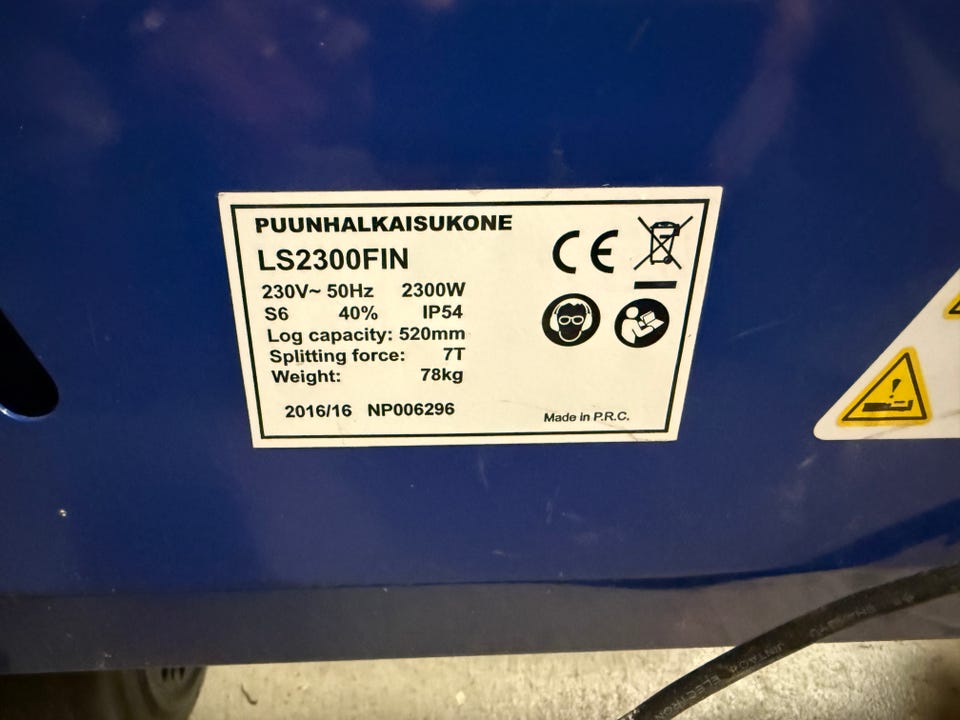 PUUNHALKAISUKONE
LS2300FIN
230V~ 50Hz 2300W
S6 40% IP54
Log capacity: 520mm
Splitting force: 7T
Weight: 78kg
2016/16 NP006296
CE
Made in P.R.C.